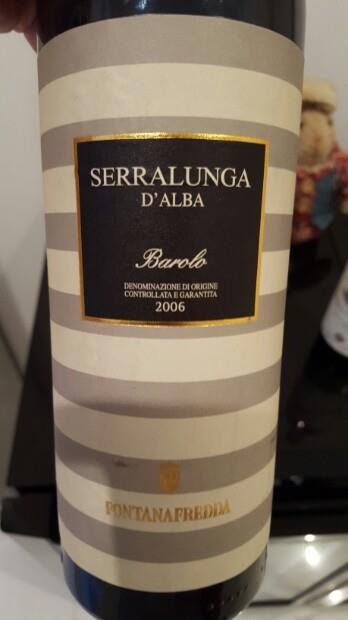 SERRALUNGA
D'ALBA
Barolo
DENOMINAZIONE DI ORIGINE
CONTROLLATA E GARANTITA
2006
FONTANAFREDDA